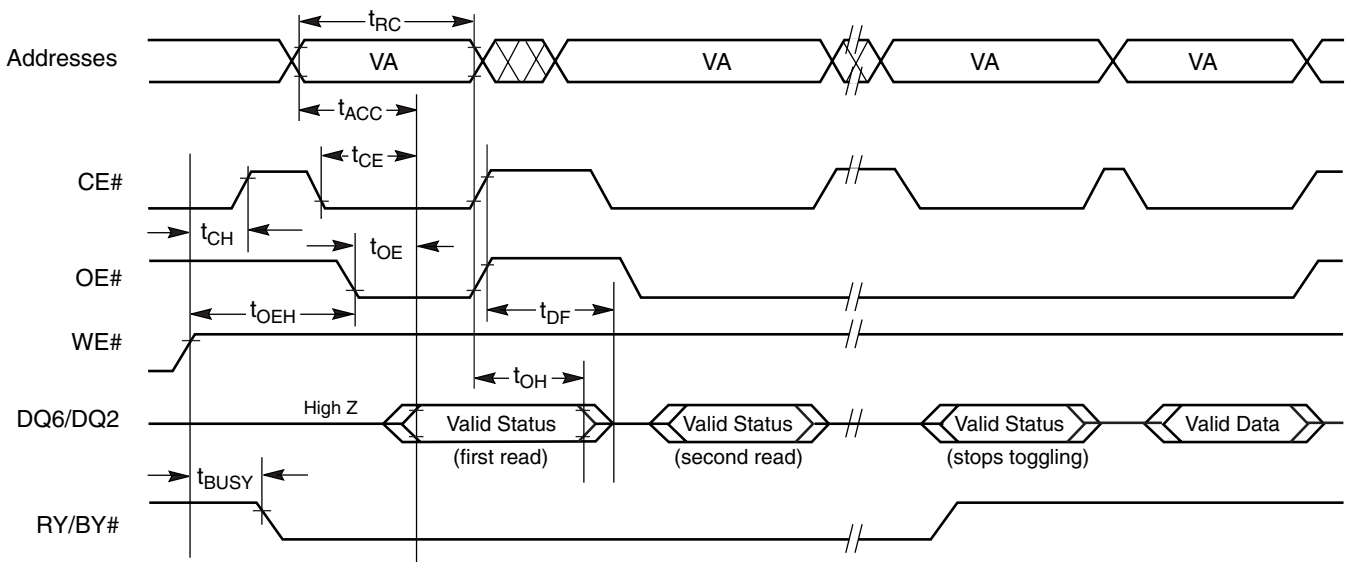 tRC
Addresses VA VA VA VA
tACC
tCE
CE#
tCH
tOE
OE#
tOEH
tDF
WE#
tOH
High Z
DQ6/DQ2 Valid Status Valid Status Valid Status Valid Data
(first read) (second read) (stops toggling)
tBUSY
RY/BY#